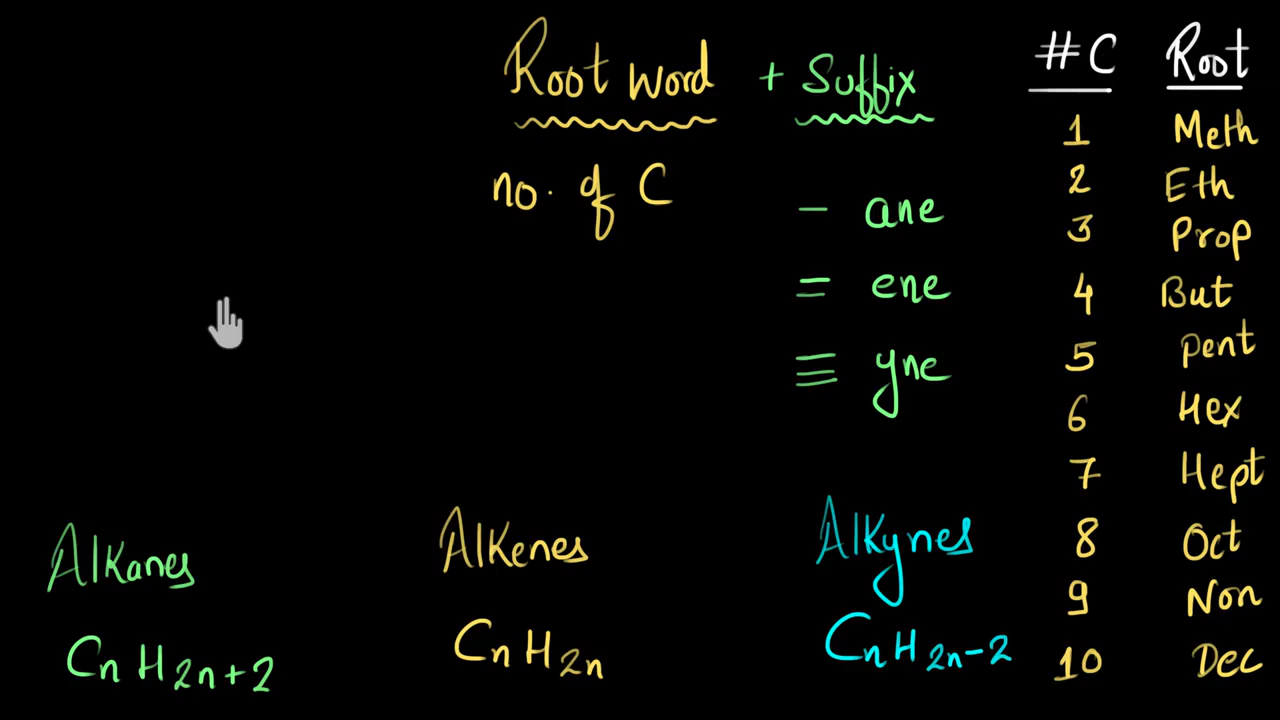 Root word + Suffix
no. of C
- ane
= ene
≡ yne
#C Root
1 Meth
2 Eth
3 Prop
4 But
5 Pent
6 Hex
7 Hept
8 Oct
9 Non
10 Dec
Alkanes
CnH2n+2
Alkenes
CnH2n
Alkynes
CnH2n-2